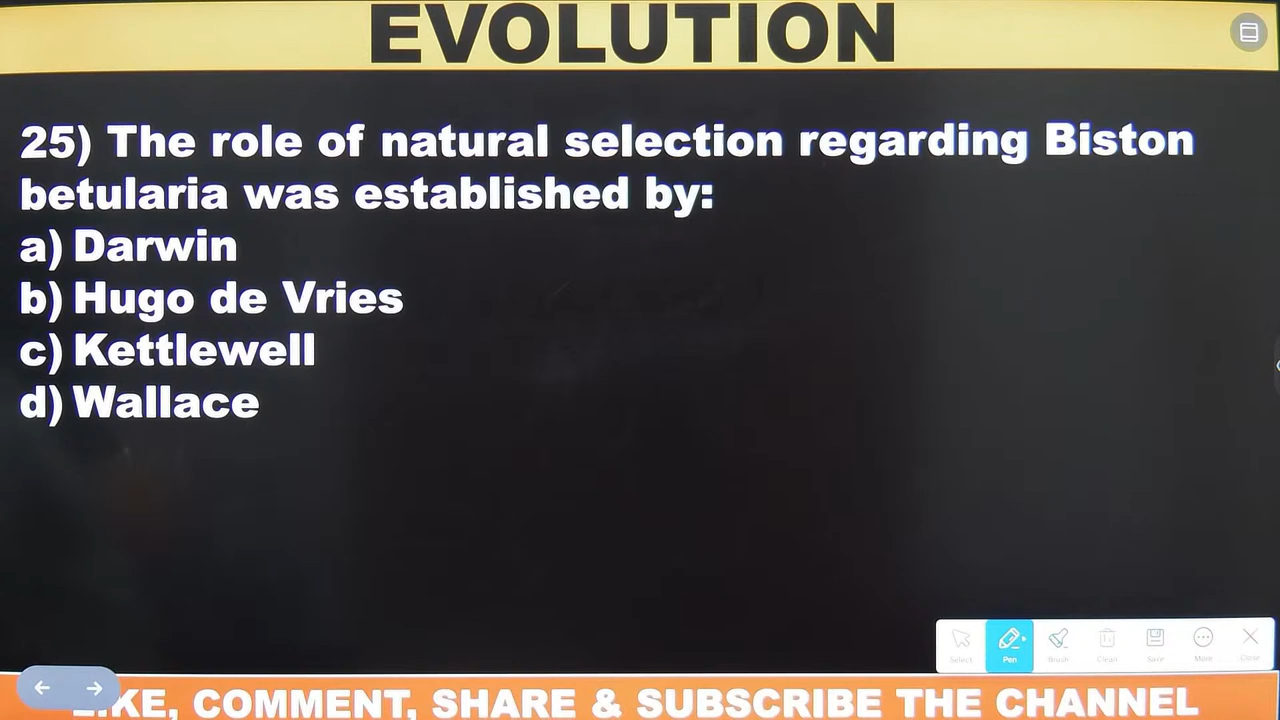 EVOLUTION
25) The role of natural selection regarding Biston
betularia was established by:
a) Darwin
b) Hugo de Vries
c) Kettlewell
d) Wallace
Select
Pen
Brush
Clean
Save
More
Close
LIKE, COMMENT, SHARE & SUBSCRIBE THE CHANNEL